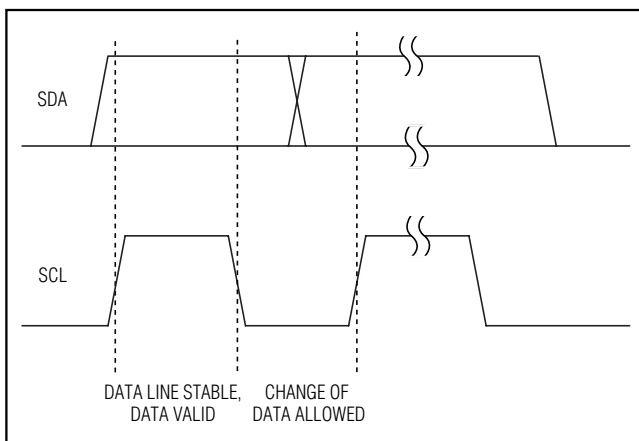 SDA
SCL
DATA LINE STABLE,
DATA VALID
CHANGE OF
DATA ALLOWED